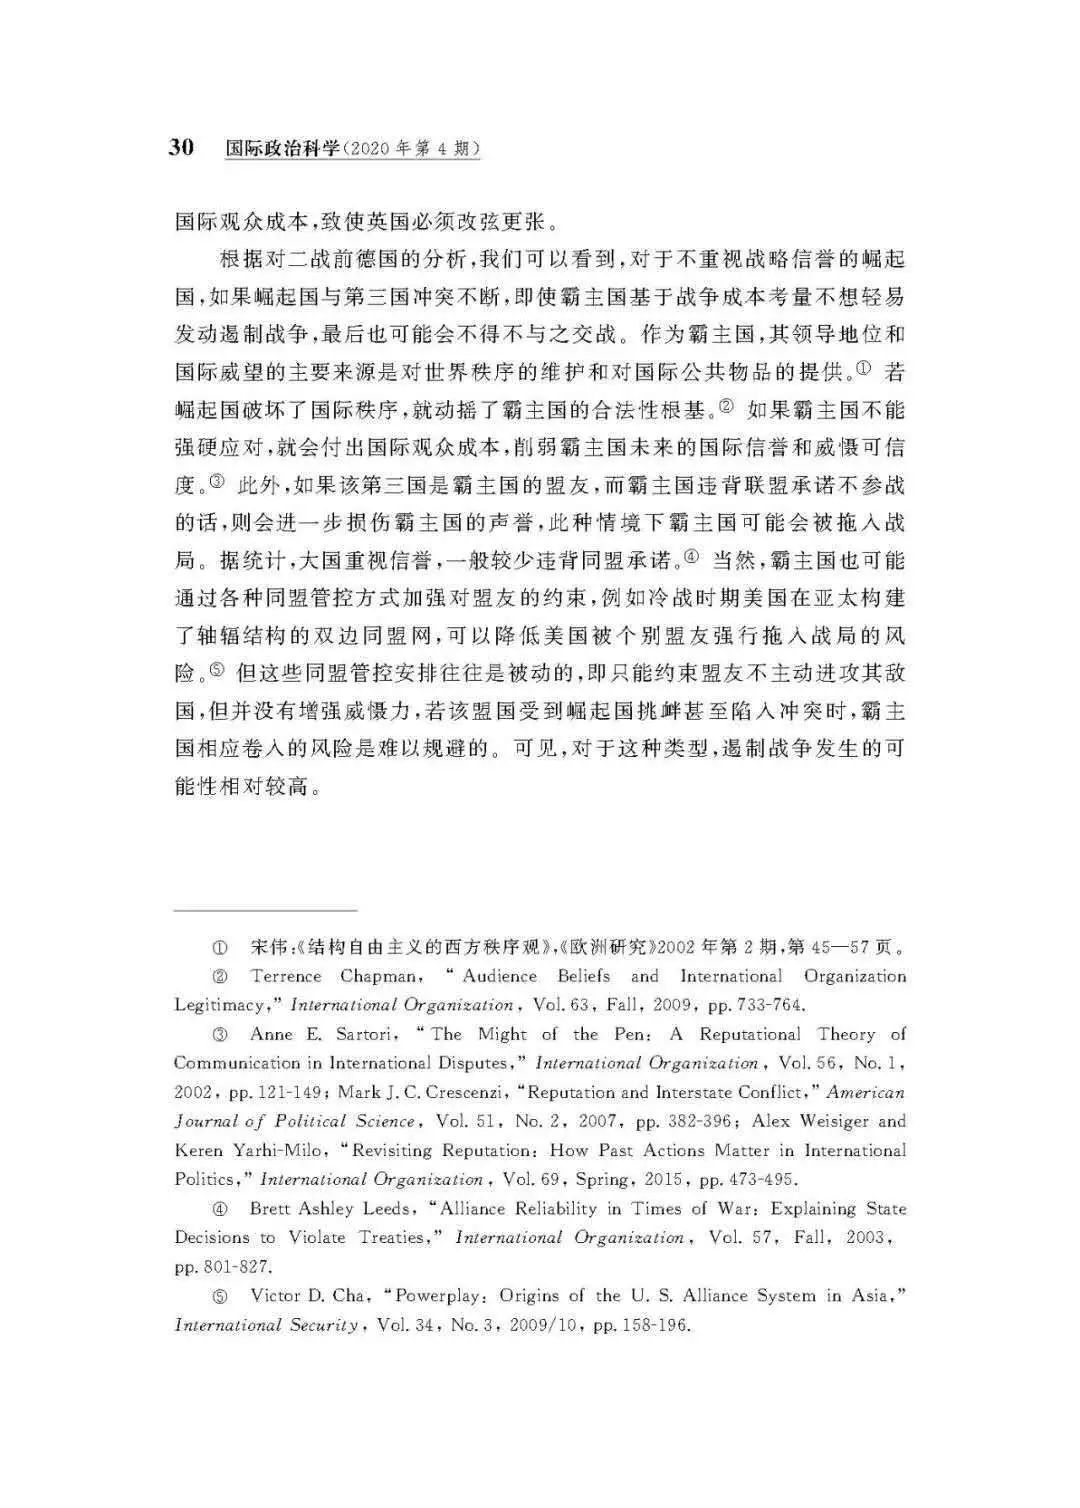 30 国际政治科学(2020 年第 4 期)
国际观众成本,致使英国必须改弦更张。
根据对二战前德国的分析,我们可以看到,对于不重视战略信誉的崛起
国,如果崛起国与第三国冲突不断,即使霸主国基于战争成本考量不想轻易
发动遏制战争,最后也可能会不得不与之交战。作为霸主国,其领导地位和
国际威望的主要来源是对世界秩序的维护和对国际公共物品的提供。① 若
崛起国破坏了国际秩序,就动摇了霸主国的合法性根基。② 如果霸主国不能
强硬应对,就会付出国际观众成本,削弱霸主国未来的国际信誉和威慑可信
度。③ 此外,如果该第三国是霸主国的盟友,而霸主国违背联盟承诺不参战
的话,则会进一步损伤霸主国的声誉,此种情境下霸主国可能会被拖入战
局。据统计,大国重视信誉,一般较少违背同盟承诺。④ 当然,霸主国也可能
通过各种同盟管控方式加强对盟友的约束,例如冷战时期美国在亚太构建
了轴辐结构的双边同盟网,可以降低美国被个别盟友强行拖入战局的风
险。⑤ 但这些同盟管控安排往往是被动的,即只能约束盟友不主动进攻其敌
国,但并没有增强威慑力,若该盟国受到崛起国挑衅甚至陷入冲突时,霸主
国相应卷入的风险是难以规避的。可见,对于这种类型,遏制战争发生的可
能性相对较高。
① 宋伟:《结构自由主义的西方秩序观》,《欧洲研究》2002 年第 2 期,第 45—57 页。
② Terrence Chapman, “Audience Beliefs and International Organization
Legitimacy,” International Organization, Vol. 63, Fall, 2009, pp. 733-764.
③ Anne E. Sartori, “The Might of the Pen: A Reputational Theory of
Communication in International Disputes,” International Organization, Vol. 56, No. 1,
2002, pp. 121-149; Mark J. C. Crescenzi, “Reputation and Interstate Conflict,” American
Journal of Political Science, Vol. 51, No. 2, 2007, pp. 382-396; Alex Weisiger and
Keren Yarhi-Milo, “Revisiting Reputation: How Past Actions Matter in International
Politics,” International Organization, Vol. 69, Spring, 2015, pp. 473-495.
④ Brett Ashley Leeds, “Alliance Reliability in Times of War: Explaining State
Decisions to Violate Treaties,” International Organization, Vol. 57, Fall, 2003,
pp. 801-827.
⑤ Victor D. Cha, “Powerplay: Origins of the U. S. Alliance System in Asia,”
International Security, Vol. 34, No. 3, 2009/10, pp. 158-196.